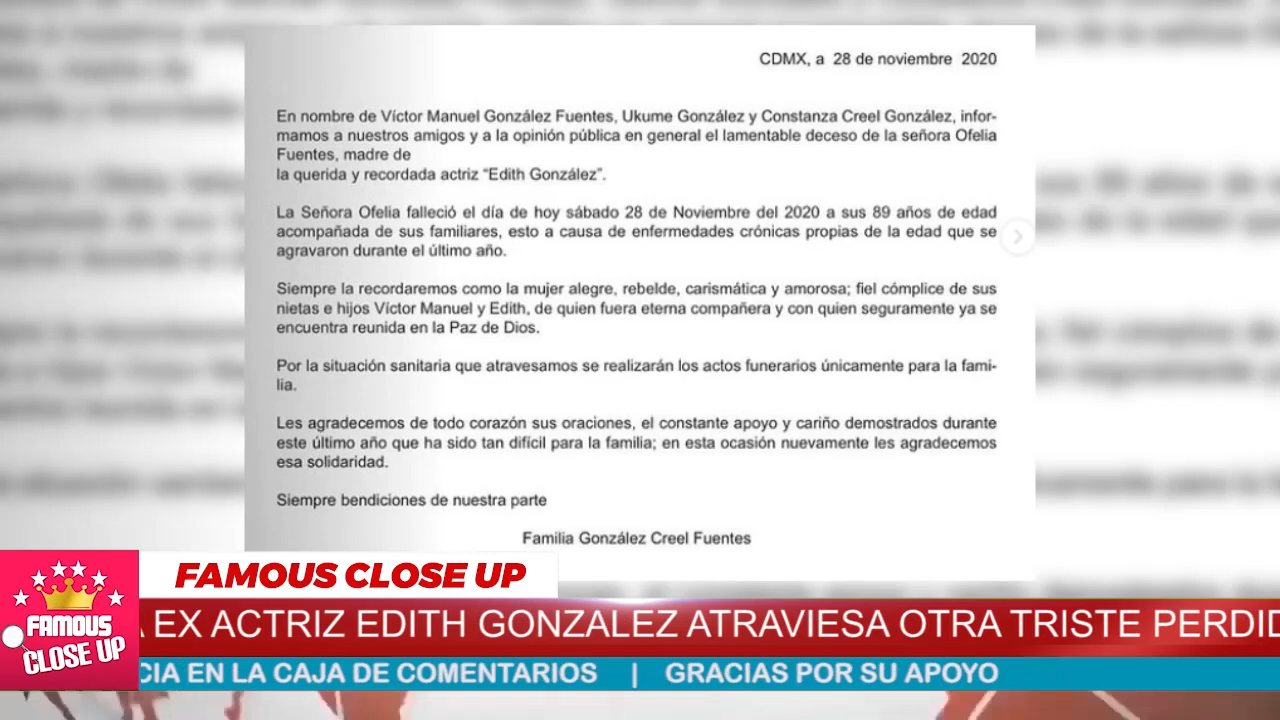 CDMX, a 28 de noviembre 2020
En nombre de Víctor Manuel González Fuentes, Ukume González y Constanza Creel González, infor-
mamos a nuestros amigos y a la opinión pública en general el lamentable deceso de la señora Ofelia
Fuentes, madre de
la querida y recordada actriz “Edith González”.
La Señora Ofelia falleció el día de hoy sábado 28 de Noviembre del 2020 a sus 89 años de edad
acompañada de sus familiares, esto a causa de enfermedades crónicas propias de la edad que se
agravaron durante el último año.
Siempre la recordaremos como la mujer alegre, rebelde, carismática y amorosa; fiel cómplice de sus
nietas e hijos Víctor Manuel y Edith, de quien fuera eterna compañera y con quien seguramente ya se
encuentra reunida en la Paz de Dios.
Por la situación sanitaria que atravesamos se realizarán los actos funerarios únicamente para la fami-
lia.
Les agradecemos de todo corazón sus oraciones, el constante apoyo y cariño demostrados durante
este último año que ha sido tan difícil para la familia; en esta ocasión nuevamente les agradecemos
esa solidaridad.
Siempre bendiciones de nuestra parte
Familia González Creel Fuentes
FAMOUS CLOSE UP
FAMOUS
CLOSE UP
EX ACTRIZ EDITH GONZALEZ ATRAVIESA OTRA TRISTE PERDID
CIA EN LA CAJA DE COMENTARIOS | GRACIAS POR SU APOYO